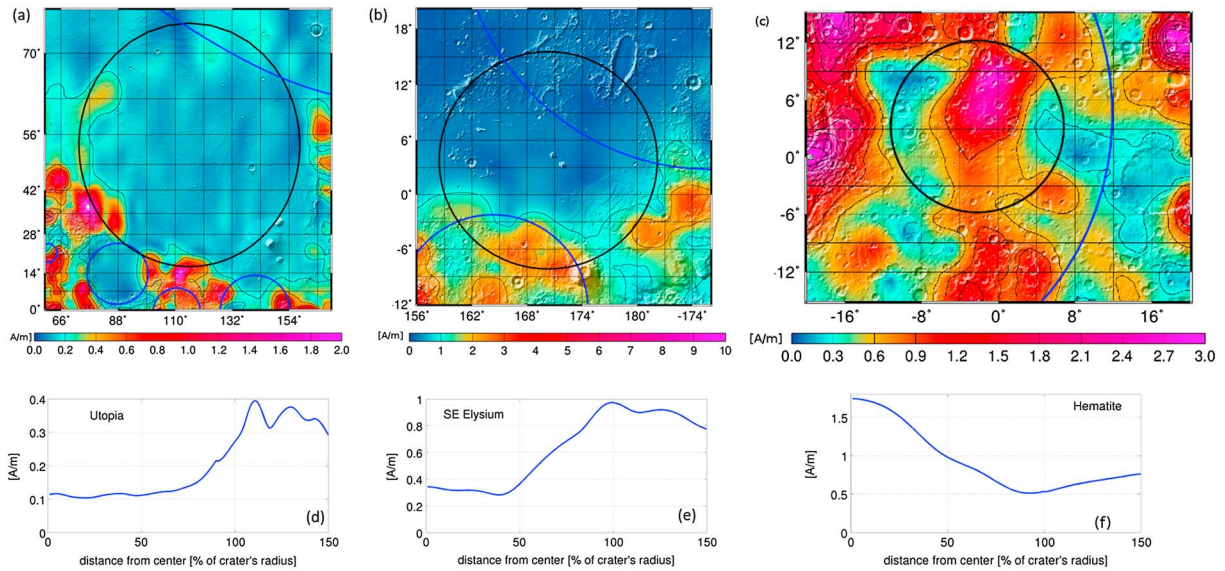 (a)
70˚
56˚
42˚
28˚
14˚
0˚
66˚ 88˚ 110˚ 132˚ 154˚
A/m]
0.0 0.2 0.4 0.6 0.8 1.0 1.2 1.4 1.6 1.8 2.0
(b)
18˚
12˚
6˚
0˚
-6˚
-12˚
156˚ 162˚ 168˚ 174˚ 180˚ -174˚
[A/m]
0 1 2 3 4 5 6 7 8 9 10
(c)
12˚
6˚
0˚
-6˚
-12˚
-16˚ -8˚ 0˚ 8˚ 16˚
[A/m]
0.0 0.3 0.6 0.9 1.2 1.5 1.8 2.1 2.4 2.7 3.0
Utopia
[A/m]
0.4
0.3
0.2
0.1
0
0 50 100 150
(d)
distance from center [% of crater's radius]
SE Elysium
[A/m]
1
0.8
0.6
0.4
0.2
0
0 50 100 150
(e)
distance from center [% of crater's radius]
Hematite
[A/m]
1.5
1
0.5
0
0 50 100 150
(f)
distance from center [% of crater's radius]